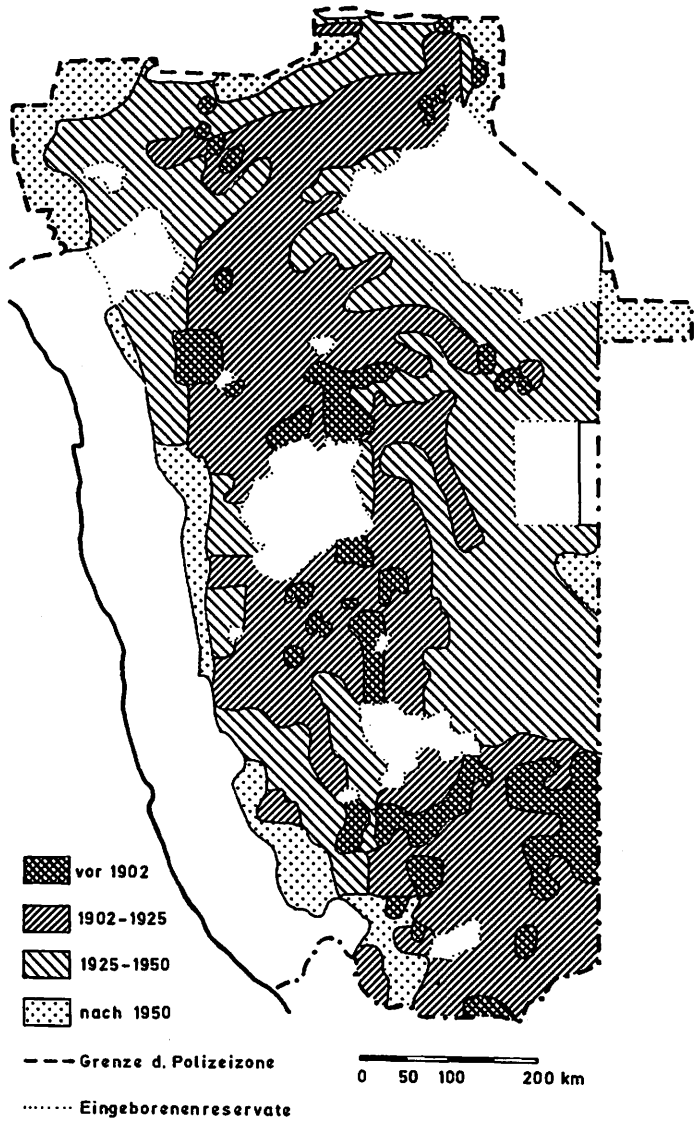 vor 1902
1902-1925
1925-1950
nach 1950
Grenze d. Polizeizone
Eingeborenenreservate
0 50 100 200 km